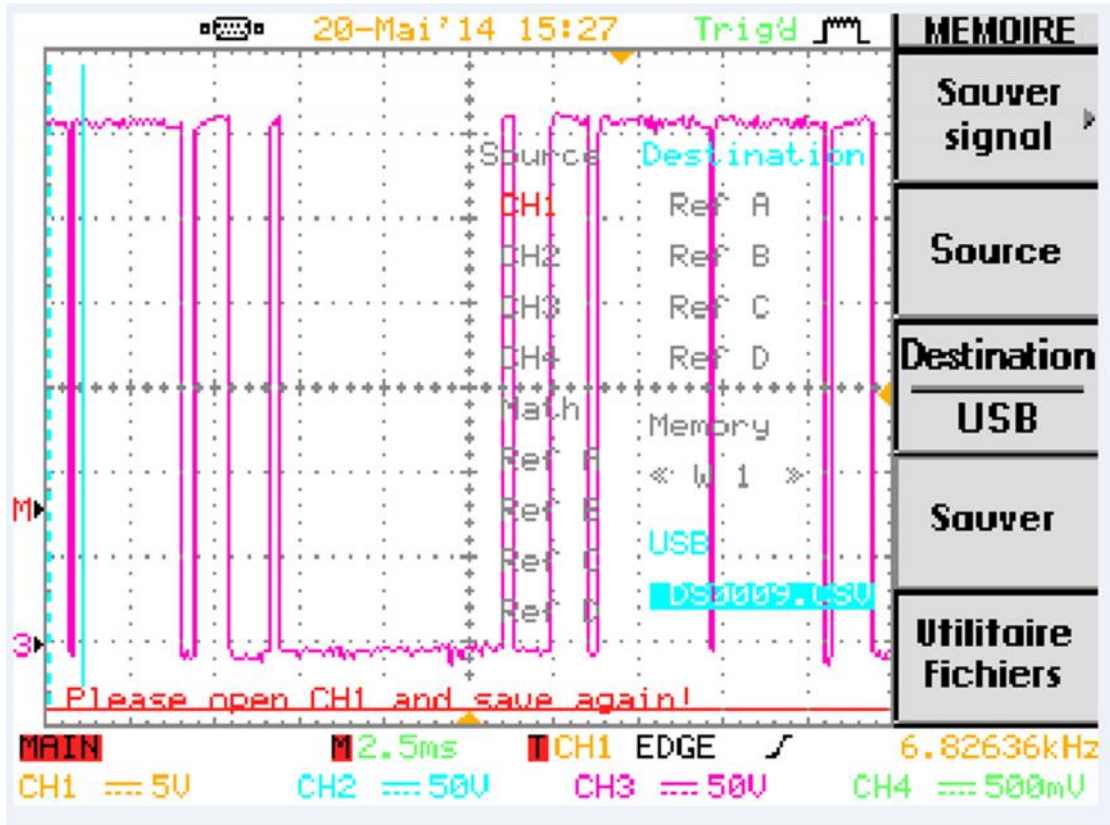 20-Mai'14 15:27 Trig'd MEMOIRE
Sauver
signal
Source Destination
CH1 Ref A
CH2 Ref B
CH3 Ref C
CH4 Ref D
Math
Memory
Ref A
« W 1 »
Ref B
USB
Ref C
DS0009.CSV
Ref D
Source
Destination
USB
Sauver
Utilitaire
Fichiers
M
3
Please open CH1 and save again!
MAIN M 2.5ms T CH1 EDGE 6.82636kHz
CH1 5V CH2 50V CH3 50V CH4 500mV